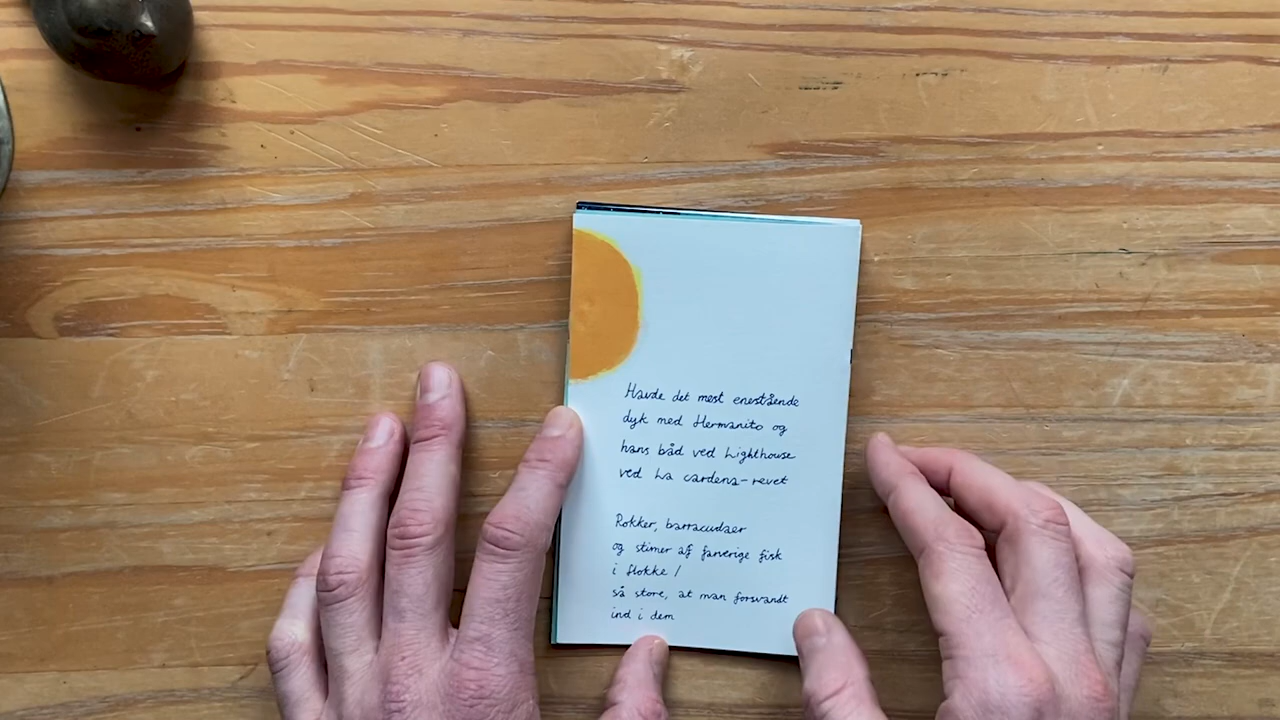 Havde det mest enestående
dyk med Hermanito og
hans båd ved Lighthouse
ved La cardena-revet
Rokker, barracudaer
og stimer af farverige fisk
i flokke /
så store, at man forsvandt
ind i dem